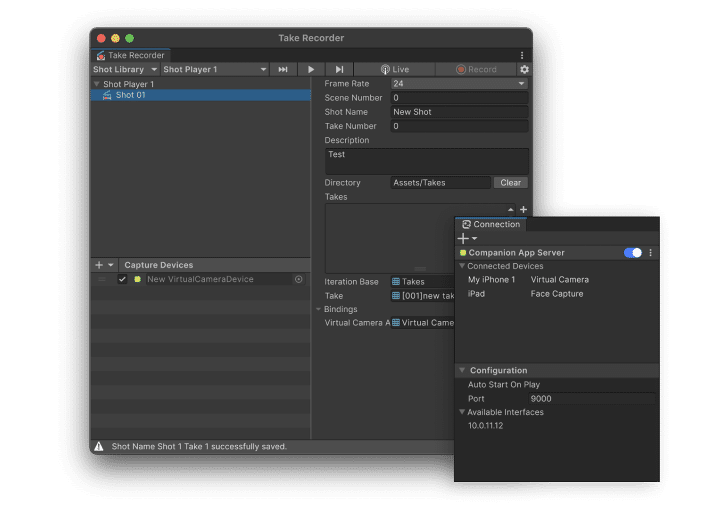 Take Recorder
Take Recorder
Shot Library Shot Player 1 Live Record
Shot Player 1
Shot 01
Frame Rate 24
Scene Number 0
Shot Name New Shot
Take Number 0
Description
Test
Directory Assets/Takes Clear
Takes
Capture Devices
New VirtualCameraDevice
Iteration Base Takes
Take [001]new tak
Bindings
Virtual Camera A Virtual Came
Shot Name Shot 1 Take 1 successfully saved.
Connection
Companion App Server
Connected Devices
My iPhone 1 Virtual Camera
iPad Face Capture
Configuration
Auto Start On Play
Port 9000
Available Interfaces
10.0.11.12